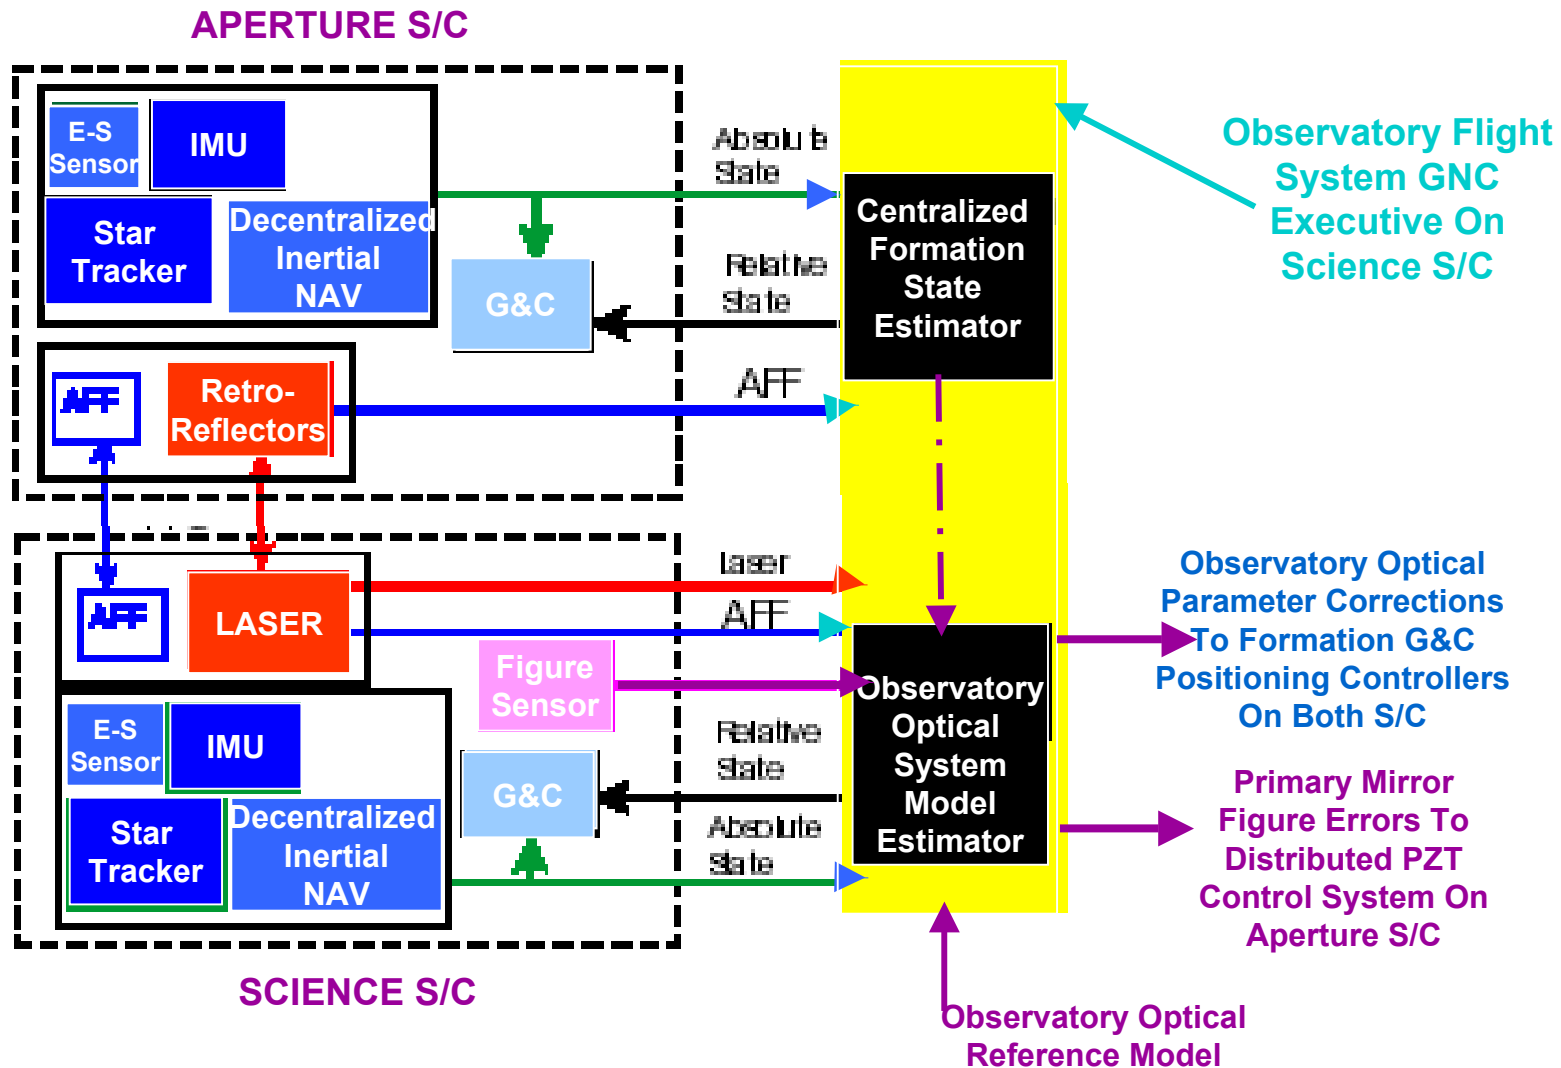 APERTURE S/C
E-S
Sensor
IMU
Star
Tracker
Decentralized
Inertial
NAV
G&C
Absolute
State
Relative
State
AFF
AFF
Retro-
Reflectors
Centralized
Formation
State
Estimator
Observatory Flight
System GNC
Executive On
Science S/C
AFF
LASER
Laser
AFF
Figure
Sensor
E-S
Sensor
IMU
Star
Tracker
Decentralized
Inertial
NAV
G&C
Relative
State
Absolute
State
Observatory
Optical
System
Model
Estimator
Observatory Optical
Parameter Corrections
To Formation G&C
Positioning Controllers
On Both S/C
Primary Mirror
Figure Errors To
Distributed PZT
Control System On
Aperture S/C
SCIENCE S/C
Observatory Optical
Reference Model